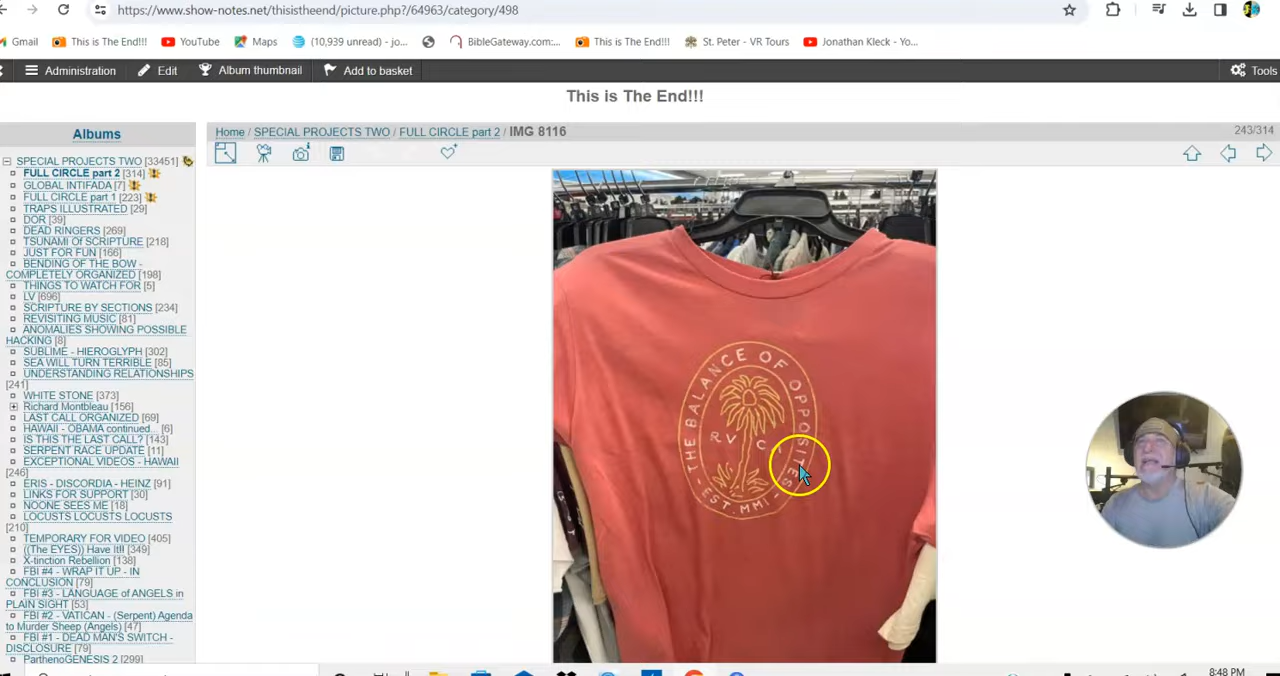 https://www.show-notes.net/thisistheend/picture.php?/64963/category/498
Gmail
This is The End!!!
YouTube
Maps
(10,939 unread) - jo...
BibleGateway.com:...
This is The End!!!
St. Peter - VR Tours
Jonathan Kleck - Yo...
Administration
Edit
Album thumbnail
Add to basket
Tools
This is The End!!!
Albums
Home / SPECIAL PROJECTS TWO / FULL CIRCLE part 2 / IMG 8116
243/314
SPECIAL PROJECTS TWO [33451]
FULL CIRCLE part 2 [314]
GLOBAL INTIFADA [7]
FULL CIRCLE part 1 [223]
TRAPS ILLUSTRATED [29]
DOR [39]
DEAD RINGERS [269]
TSUNAMI Of SCRIPTURE [218]
JUST FOR FUN [166]
BENDING OF THE BOW -
COMPLETELY ORGANIZED [198]
THINGS TO WATCH FOR [5]
LV [696]
SCRIPTURE BY SECTIONS [234]
REVISITING MUSIC [81]
ANOMALIES SHOWING POSSIBLE
HACKING [8]
SUBLIME - HIEROGLYPH [302]
SEA WILL TURN TERRIBLE [85]
UNDERSTANDING RELATIONSHIPS
[241]
WHITE STONE [373]
Richard Montbleau [156]
LAST CALL ORGANIZED [69]
HAWAII - OBAMA continued... [6]
IS THIS THE LAST CALL? [143]
SERPENT RACE UPDATE [11]
EXCEPTIONAL VIDEOS - HAWAII
[246]
ERIS - DISCORDIA - HEINZ [91]
LINKS FOR SUPPORT [30]
NOONE SEES ME [18]
LOCUSTS LOCUSTS LOCUSTS
[210]
TEMPORARY FOR VIDEO [405]
((The EYES)) Have It!! [349]
X-tinction Rebellion [138]
FBI #4 - WRAP IT UP - IN
CONCLUSION [79]
FBI #3 - LANGUAGE of ANGELS in
PLAIN SIGHT [53]
FBI #2 - VATICAN - (Serpent) Agenda
to Murder Sheep (Angels) [47]
FBI #1 - DEAD MAN'S SWITCH -
DISCLOSURE [79]
ParthenoGENESIS 2 [299]
THE BALANCE OF OPPOSITES
RVC
- EST. MMI -
8:48 PM